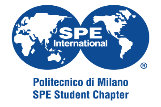 SPE
International
®
Politecnico di Milano
SPE Student Chapter